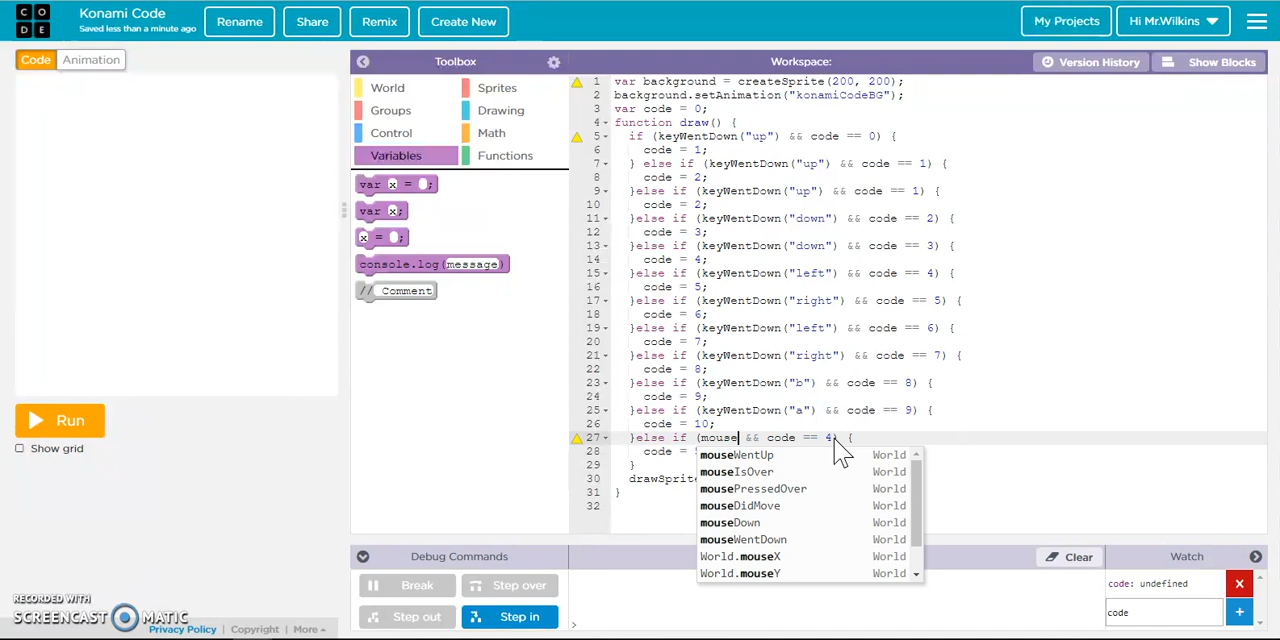 CO
DE
Konami Code
Saved less than a minute ago
Rename
Share
Remix
Create New
My Projects
Hi Mr.Wilkins
Code
Animation
Toolbox
Workspace:
Version History
Show Blocks
World
Sprites
Groups
Drawing
Control
Math
Variables
Functions
var x = ;
var x;
x = ;
console.log(message)
// Comment
1 var background = createSprite(200, 200);
2 background.setAnimation("konamiCodeBG");
3 var code = 0;
4 function draw() {
5 if (keyWentDown("up") && code == 0) {
6 code = 1;
7 } else if (keyWentDown("up") && code == 1) {
8 code = 2;
9 }else if (keyWentDown("up") && code == 1) {
10 code = 2;
11 }else if (keyWentDown("down") && code == 2) {
12 code = 3;
13 }else if (keyWentDown("down") && code == 3) {
14 code = 4;
15 }else if (keyWentDown("left") && code == 4) {
16 code = 5;
17 }else if (keyWentDown("right") && code == 5) {
18 code = 6;
19 }else if (keyWentDown("left") && code == 6) {
20 code = 7;
21 }else if (keyWentDown("right") && code == 7) {
22 code = 8;
23 }else if (keyWentDown("b") && code == 8) {
24 code = 9;
25 }else if (keyWentDown("a") && code == 9) {
26 code = 10;
27 }else if (mouse && code == 4) {
28 code =
29 }
30 drawSprite
31 }
32
mouseWentUp World
mouseIsOver World
mousePressedOver World
mouseDidMove World
mouseDown World
mouseWentDown World
World.mouseX World
World.mouseY World
Run
Show grid
Debug Commands
Clear
Watch
Break
Step over
Step out
Step in
>
code: undefined
code
RECORDED WITH
SCREENCAST MATIC
Privacy Policy | Copyright | More